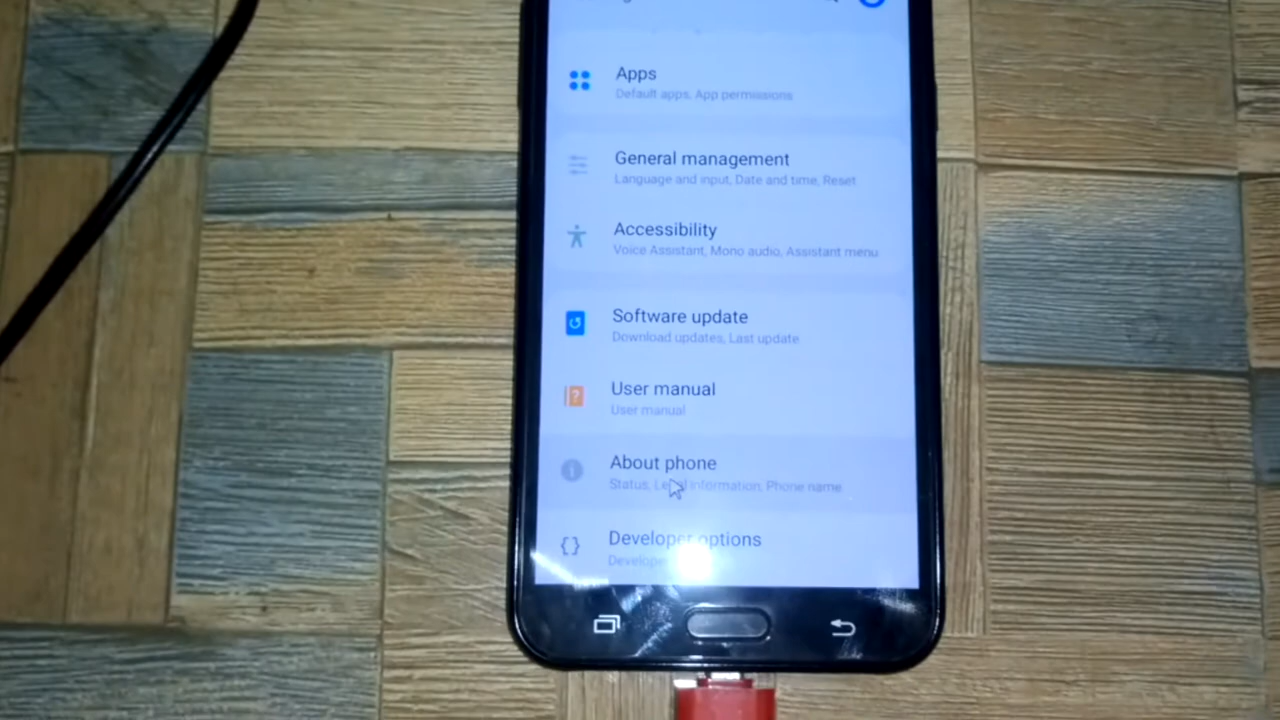 Apps
Default apps, App permissions
General management
Language and input, Date and time, Reset
Accessibility
Voice Assistant, Mono audio, Assistant menu
Software update
Download updates, Last update
User manual
User manual
About phone
Status, Legal information, Phone name
Developer options
Developer